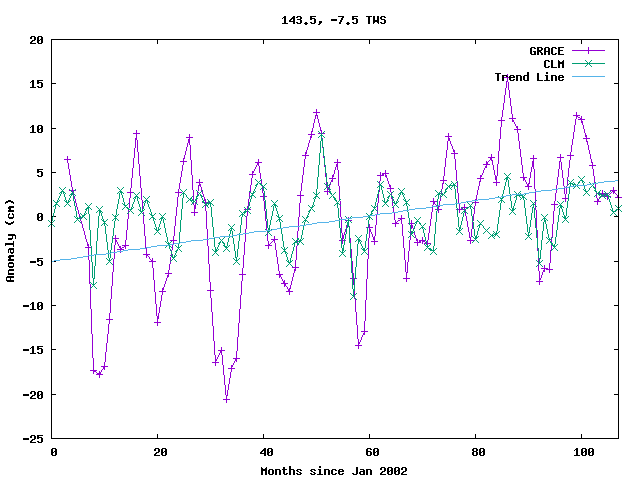 143.5, -7.5 TWS
GRACE
CLM
Trend Line
20
15
10
5
0
-5
-10
-15
-20
-25
Anomaly (cm)
0 20 40 60 80 100
Months since Jan 2002